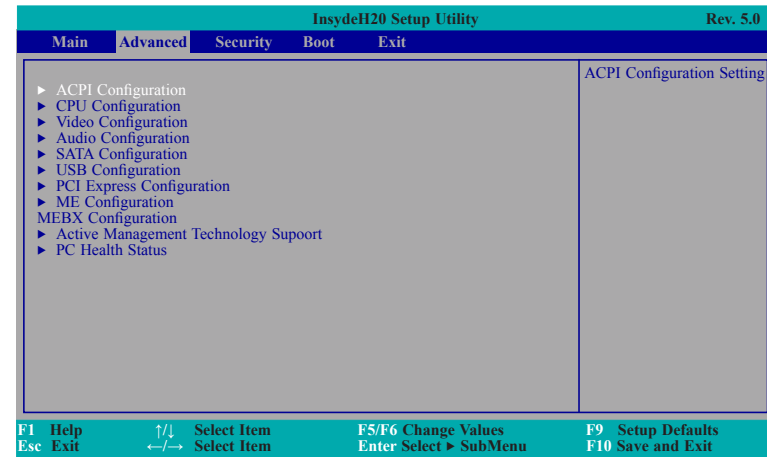 InsydeH20 Setup Utility Rev. 5.0
Main Advanced Security Boot Exit
► ACPI Configuration
► CPU Configuration
► Video Configuration
► Audio Configuration
► SATA Configuration
► USB Configuration
► PCI Express Configuration
► ME Configuration
MEBX Configuration
► Active Management Technology Supoort
► PC Health Status
ACPI Configuration Setting
F1 Help ↑/↓ Select Item F5/F6 Change Values F9 Setup Defaults
Esc Exit ←/→ Select Item Enter Select ► SubMenu F10 Save and Exit